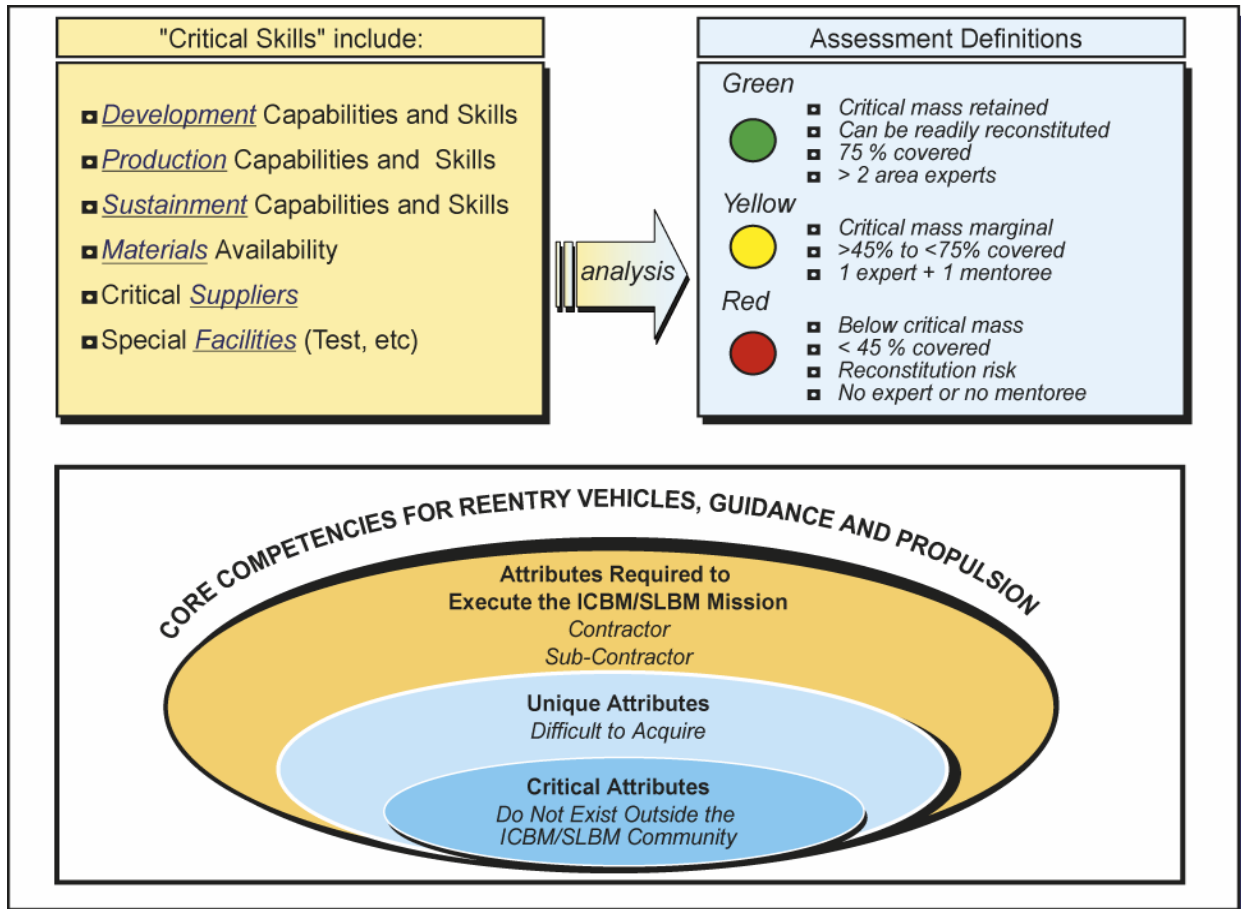 "Critical Skills" include:
Development Capabilities and Skills
Production Capabilities and Skills
Sustainment Capabilities and Skills
Materials Availability
Critical Suppliers
Special Facilities (Test, etc)
analysis
Assessment Definitions
Green
Critical mass retained
Can be readily reconstituted
75 % covered
> 2 area experts
Yellow
Critical mass marginal
>45% to <75% covered
1 expert + 1 mentoree
Red
Below critical mass
< 45 % covered
Reconstitution risk
No expert or no mentoree
CORE COMPETENCIES FOR REENTRY VEHICLES, GUIDANCE AND PROPULSION
Attributes Required to
Execute the ICBM/SLBM Mission
Contractor
Sub-Contractor
Unique Attributes
Difficult to Acquire
Critical Attributes
Do Not Exist Outside the
ICBM/SLBM Community